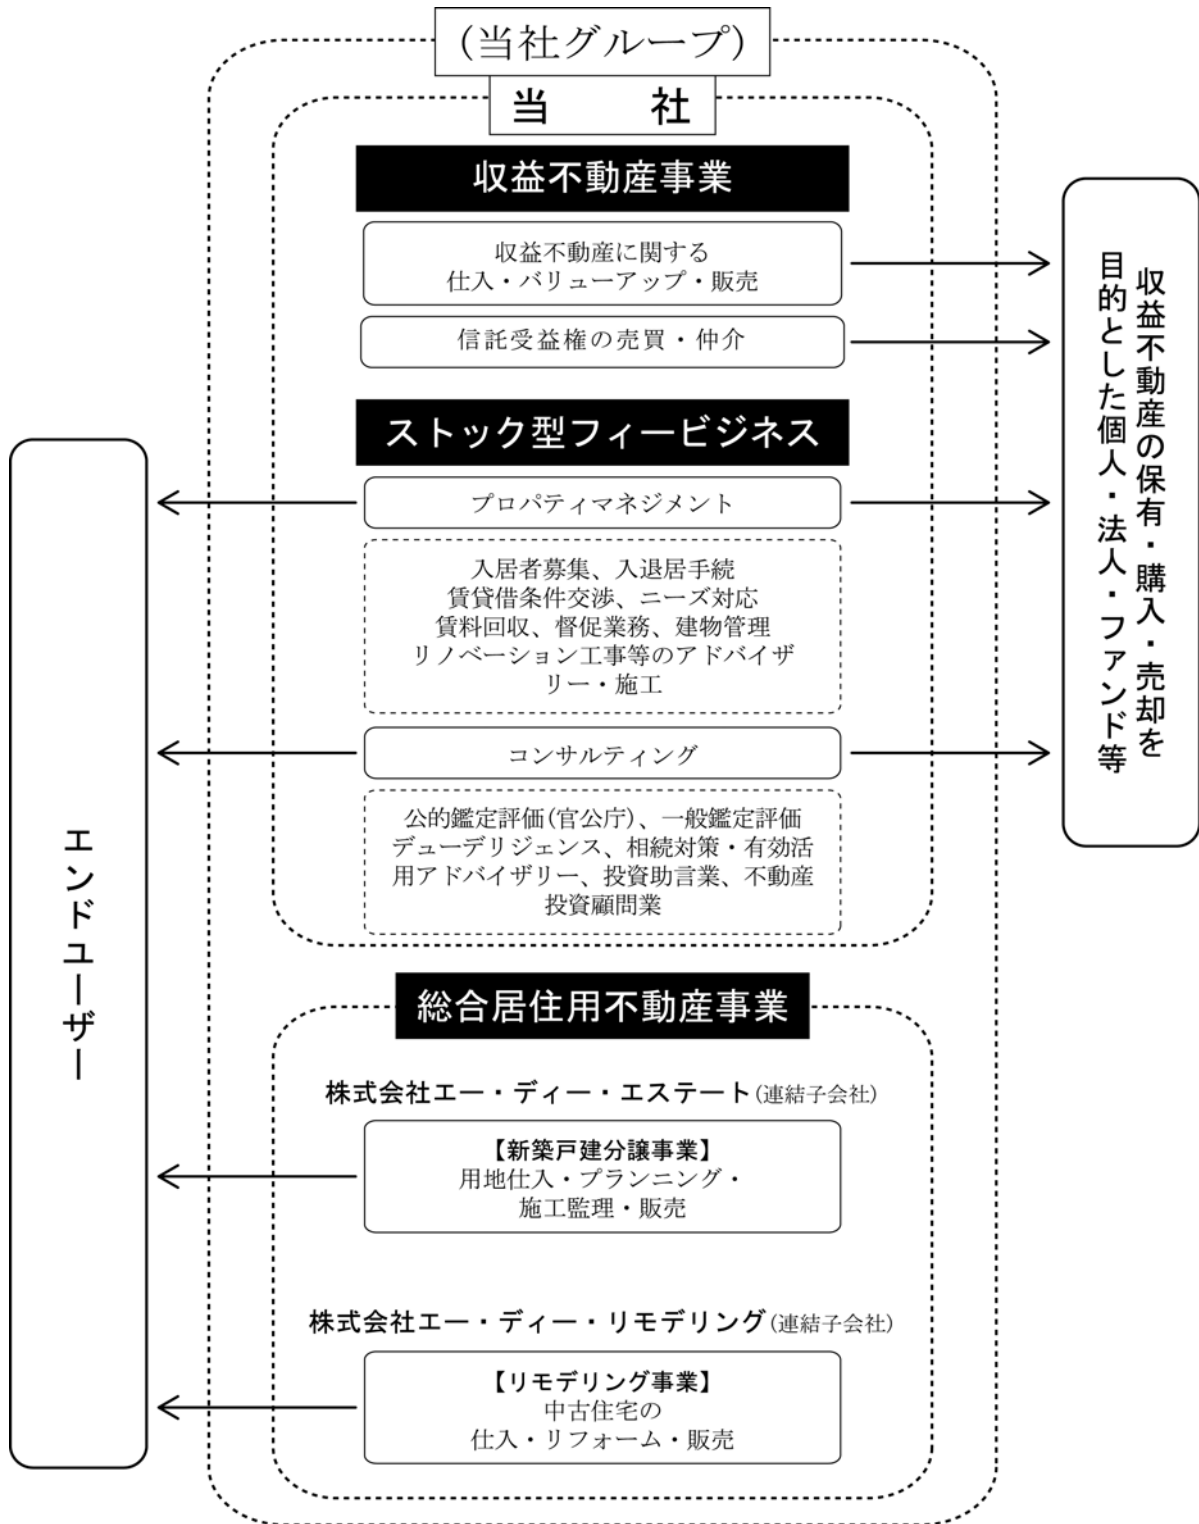 (当社グループ)
当　社
収益不動産事業
収益不動産に関する
仕入・バリューアップ・販売
信託受益権の売買・仲介
ストック型フィービジネス
プロパティマネジメント
入居者募集、入退居手続
賃貸借条件交渉、ニーズ対応
賃料回収、督促業務、建物管理
リノベーション工事等のアドバイザ
リー・施工
コンサルティング
公的鑑定評価(官公庁)、一般鑑定評価
デューデリジェンス、相続対策・有効活
用アドバイザリー、投資助言業、不動産
投資顧問業
収益不動産の保有・購入・売却を
目的とした個人・法人・ファンド等
エンドユーザー
総合居住用不動産事業
株式会社エー・ディー・エステート(連結子会社)
【新築戸建分譲事業】
用地仕入・プランニング・
施工監理・販売
株式会社エー・ディー・リモデリング(連結子会社)
【リモデリング事業】
中古住宅の
仕入・リフォーム・販売